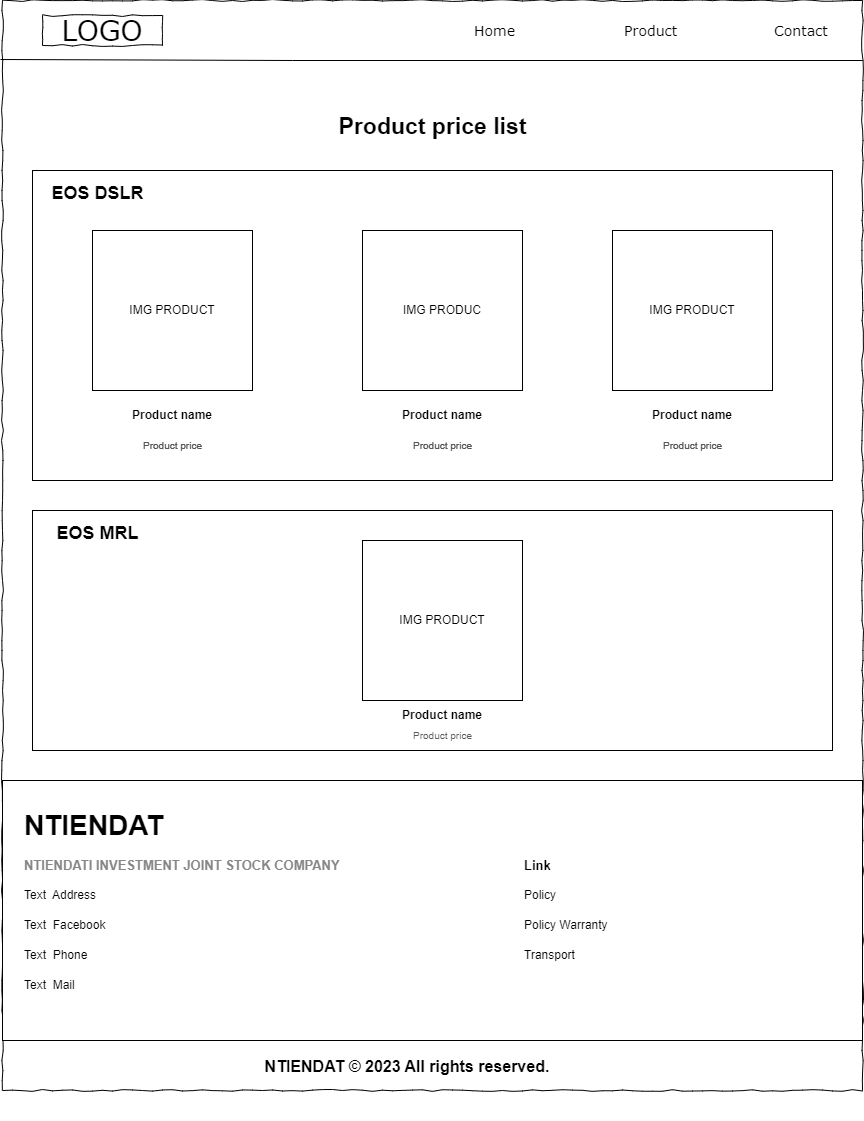 LOGO
Home
Product
Contact
Product price list
EOS DSLR
IMG PRODUCT
IMG PRODUC
IMG PRODUCT
Product name
Product name
Product name
Product price
Product price
Product price
EOS MRL
IMG PRODUCT
Product name
Product price
NTIENDAT
NTIENDATI INVESTMENT JOINT STOCK COMPANY
Link
Text Address
Policy
Text Facebook
Policy Warranty
Text Phone
Transport
Text Mail
NTIENDAT © 2023 All rights reserved.